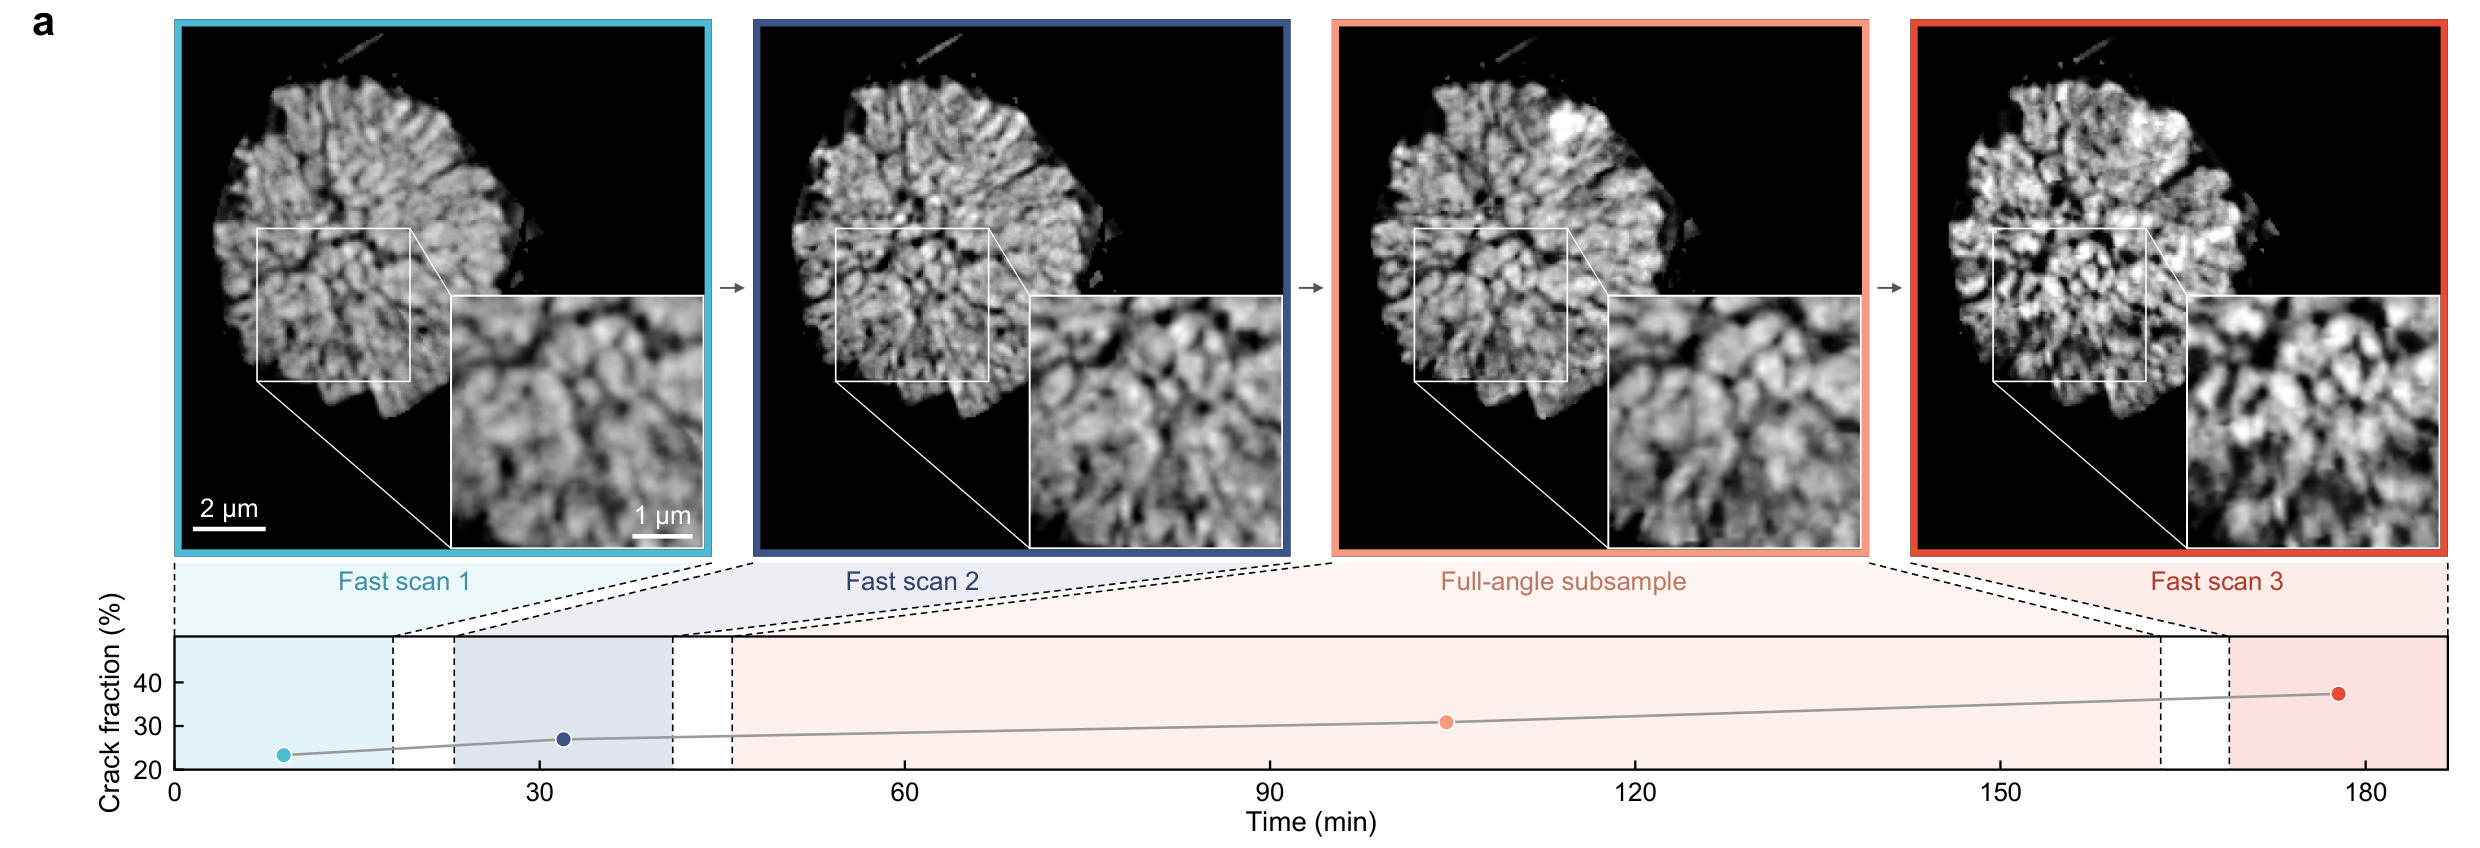 a
2 µm
1 µm
Fast scan 1
Fast scan 2
Full-angle subsample
Fast scan 3
Crack fraction (%)
40
30
20
0
30
60
90
120
150
180
Time (min)